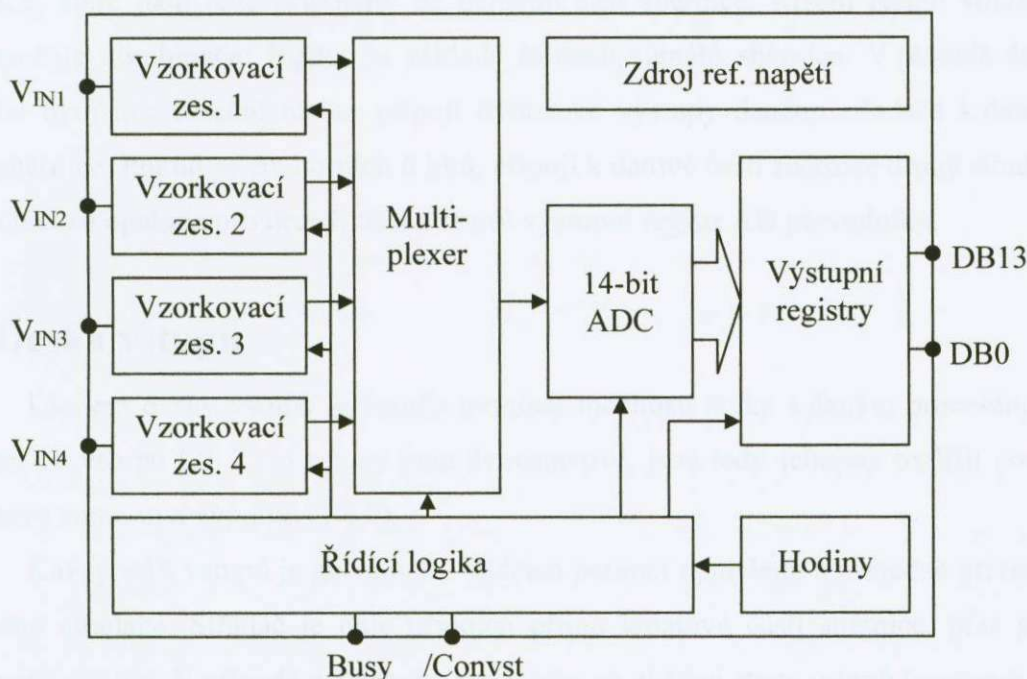 V_IN1
Vzorkovací
zes. 1
V_IN2
Vzorkovací
zes. 2
V_IN3
Vzorkovací
zes. 3
V_IN4
Vzorkovací
zes. 4
Multi-
plexer
Zdroj ref. napětí
14-bit
ADC
Výstupní
registry
DB13
DB0
Řídící logika
Hodiny
Busy
/Convst